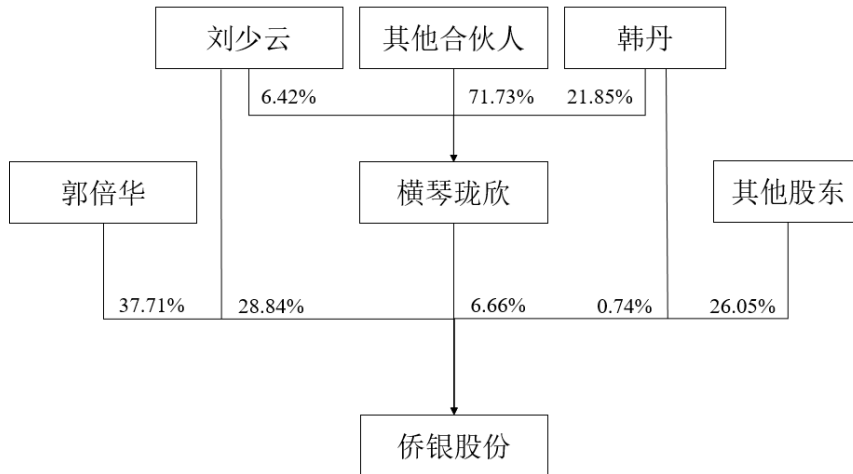 刘少云
其他合伙人
韩丹
6.42%
71.73%
21.85%
郭倍华
横琴珑欣
其他股东
37.71%
28.84%
6.66%
0.74%
26.05%
侨银股份